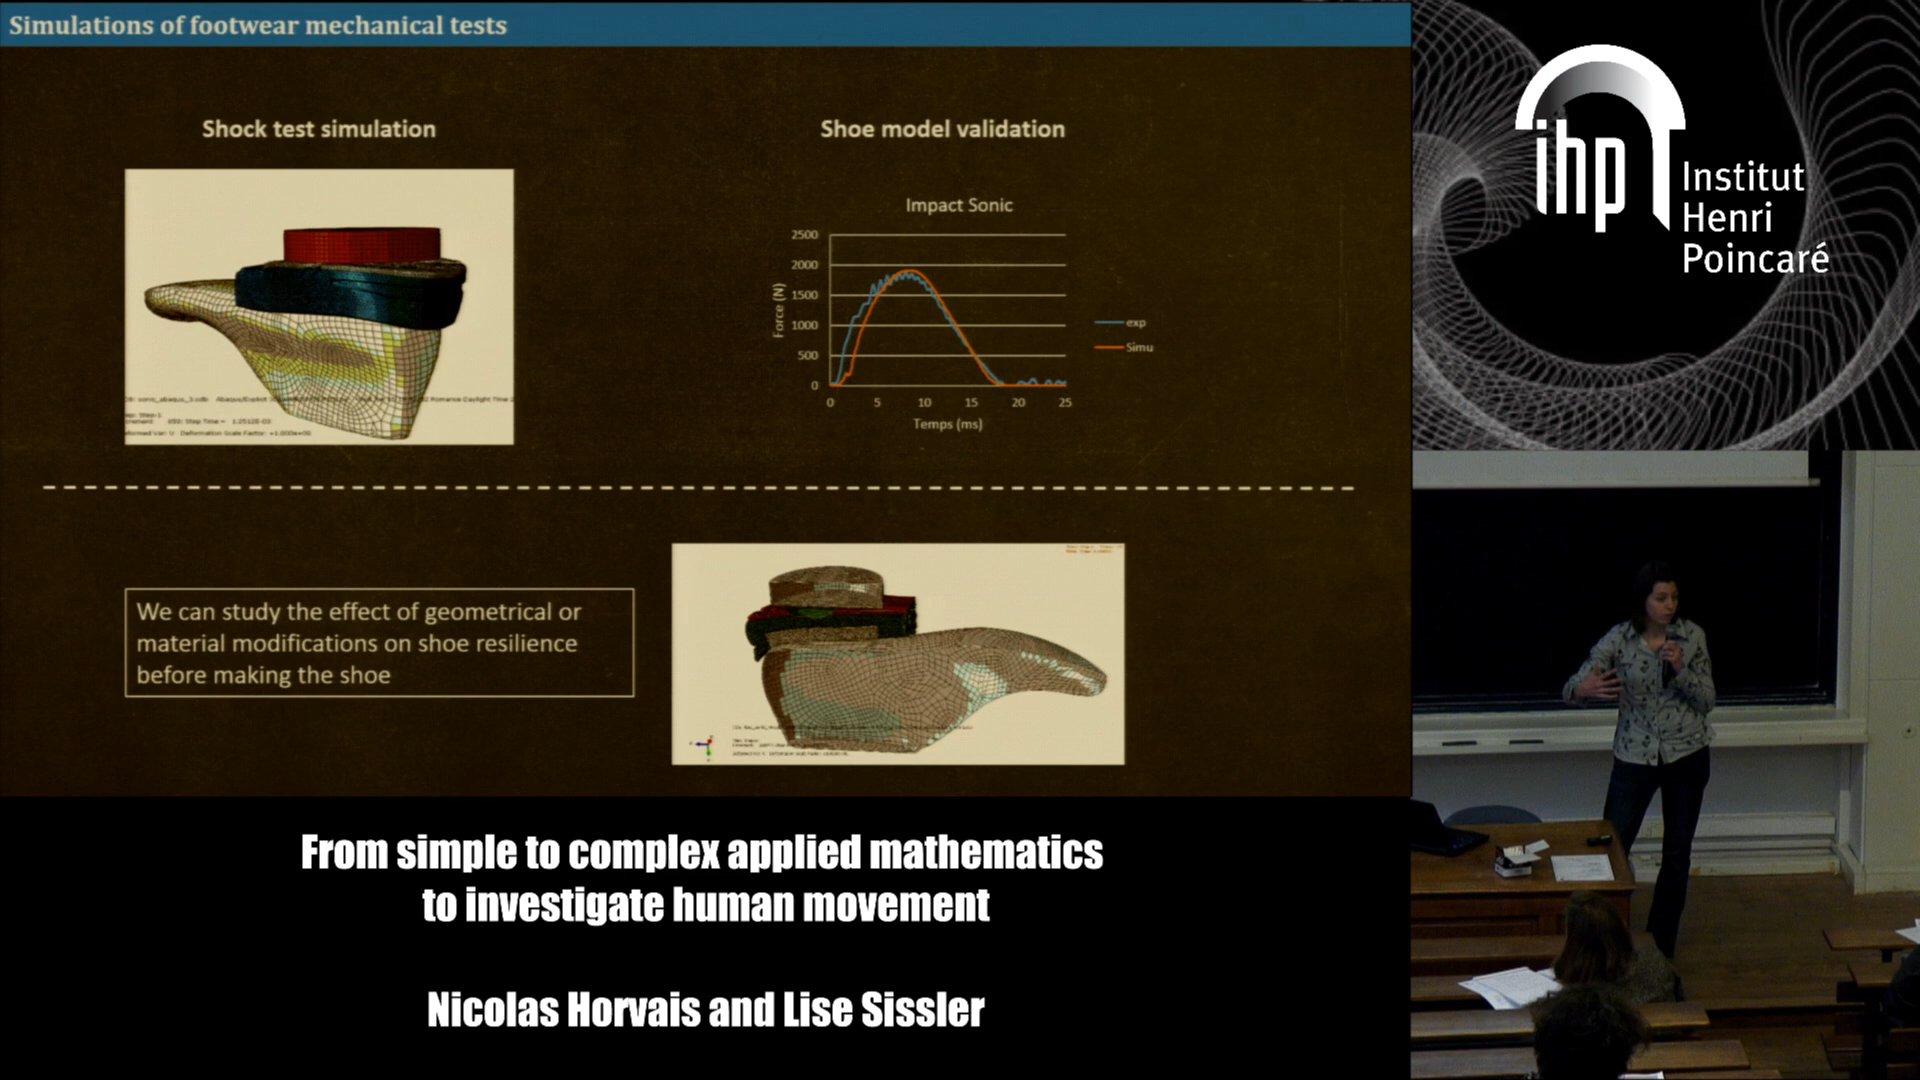 Simulations of footwear mechanical tests
Shock test simulation
Shoe model validation
Impact Sonic
Force (N)
2500
2000
1500
1000
500
0
0 5 10 15 20 25
Temps (ms)
exp
Simu
We can study the effect of geometrical or
material modifications on shoe resilience
before making the shoe
From simple to complex applied mathematics
to investigate human movement
Nicolas Horvais and Lise Sissler
ihp
Institut
Henri
Poincaré